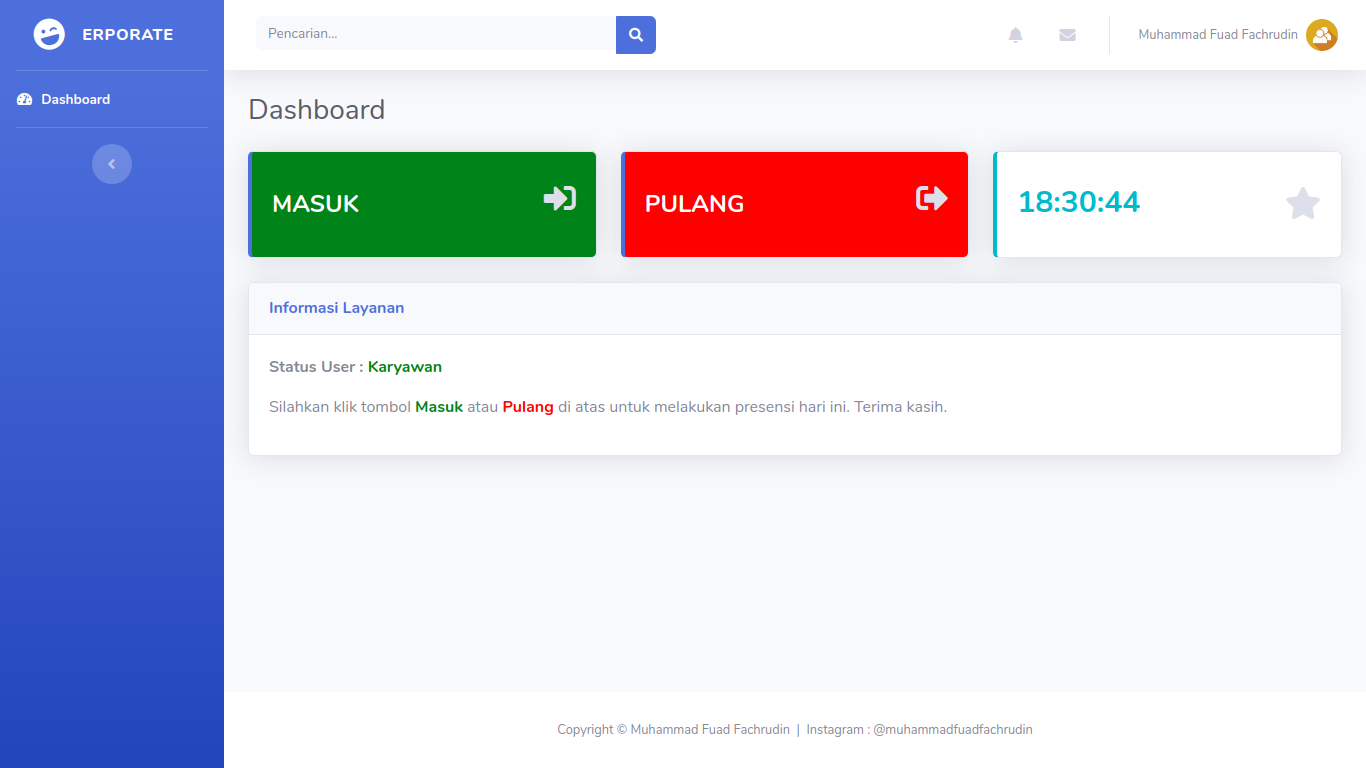 ERPORATE
Pencarian...
Muhammad Fuad Fachrudin
Dashboard
Dashboard
MASUK
PULANG
18:30:44
Informasi Layanan
Status User : Karyawan
Silahkan klik tombol Masuk atau Pulang di atas untuk melakukan presensi hari ini. Terima kasih.
Copyright © Muhammad Fuad Fachrudin | Instagram : @muhammadfuadfachrudin